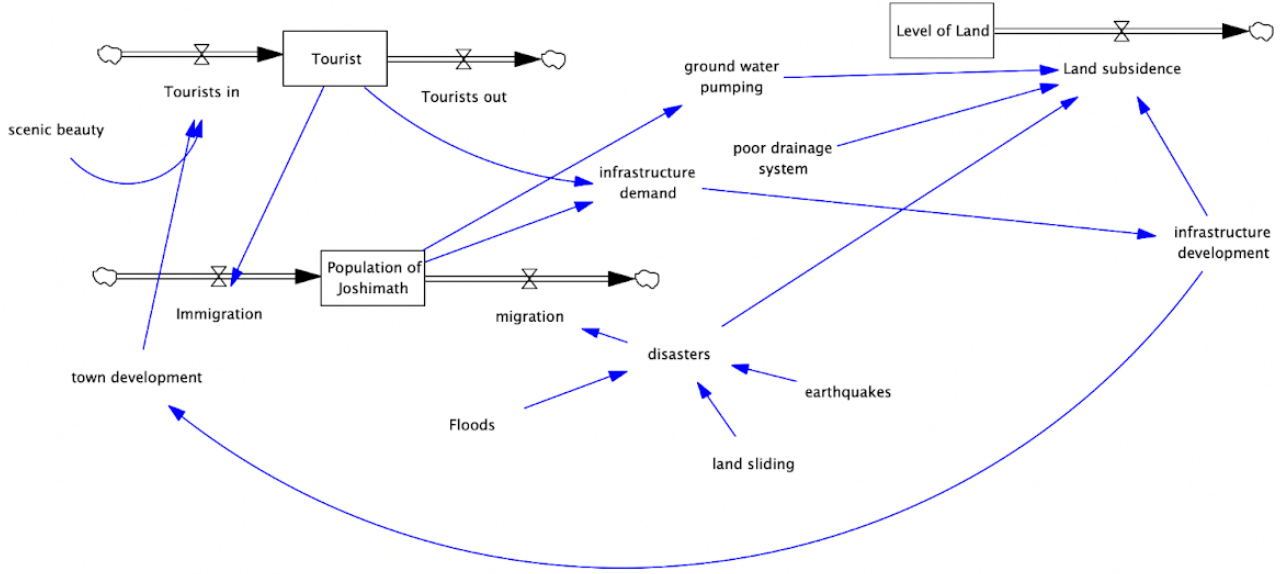 Level of Land
Tourist
ground water
pumping
Land subsidence
Tourists in
Tourists out
scenic beauty
poor drainage
system
infrastructure
demand
infrastructure
development
Population of
Joshimath
Immigration
migration
disasters
town development
earthquakes
Floods
land sliding